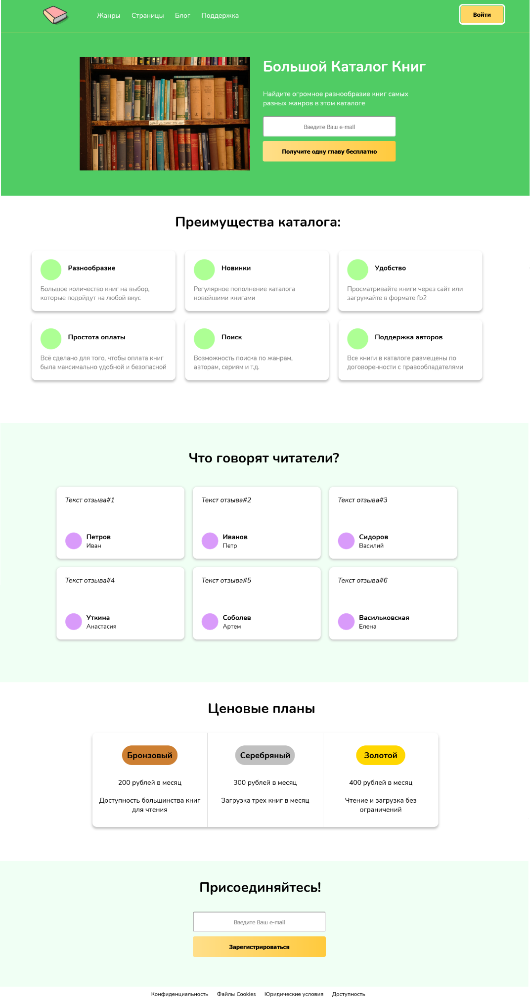 Жанры Страницы Блог Поддержка
Войти
Большой Каталог Книг
Найдите огромное разнообразие книг самых
разных жанров в этом каталоге
Введите Ваш e-mail
Получите одну главу бесплатно
Преимущества каталога:
Разнообразие
Большое количество книг на выбор,
которые подойдут на любой вкус
Новинки
Регулярное пополнение каталога
новейшими книгами
Удобство
Просматривайте книги через сайт или
загружайте в формате fb2
Простота оплаты
Всё сделано для того, чтобы оплата книг
была максимально удобной и безопасной
Поиск
Возможность поиска по жанрам,
авторам, сериям и т.д.
Поддержка авторов
Все книги в каталоге размещены по
договоренности с правообладателями
Что говорят читатели?
Текст отзыва#1
Петров
Иван
Текст отзыва#2
Иванов
Петр
Текст отзыва#3
Сидоров
Василий
Текст отзыва#4
Уткина
Анастасия
Текст отзыва#5
Соболев
Артем
Текст отзыва#6
Васильковская
Елена
Ценовые планы
Бронзовый
200 рублей в месяц
Доступность большинства книг
для чтения
Серебряный
300 рублей в месяц
Загрузка трех книг в месяц
Золотой
400 рублей в месяц
Чтение и загрузка без
ограничений
Присоединяйтесь!
Введите Ваш e-mail
Зарегистрироваться
Конфиденциальность Файлы Cookies Юридические условия Доступность